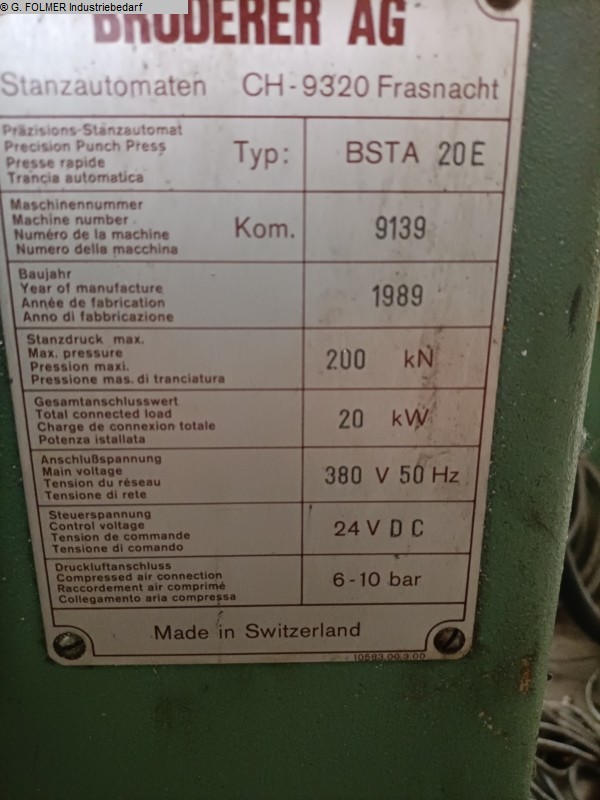 © G. FOLMER Industriebedarf
BRUDERER AG
Stanzautomaten CH-9320 Frasnacht
Präzisions-Stanzautomat
Precision Punch Press
Presse rapide
Trancia automatica
Typ: BSTA 20E
Maschinennummer
Machine number
Numéro de la machine
Numero della macchina
Kom. 9139
Baujahr
Year of manufacture
Année de fabrication
Anno di fabbricazione
1989
Stanzdruck max.
Max. pressure
Pression maxi.
Pressione mas. di tranciatura
200 kN
Gesamtanschlusswert
Total connected load
Charge de connexion totale
Potenza istallata
20 kW
Anschlußspannung
Main voltage
Tension du réseau
Tensione di rete
380 V 50 Hz
Steuerspannung
Control voltage
Tension de commande
Tensione di comando
24 V D C
Druckluftanschluss
Compressed air connection
Raccordement air comprimé
Collegamento aria compressa
6-10 bar
Made in Switzerland
10583.00.3.00